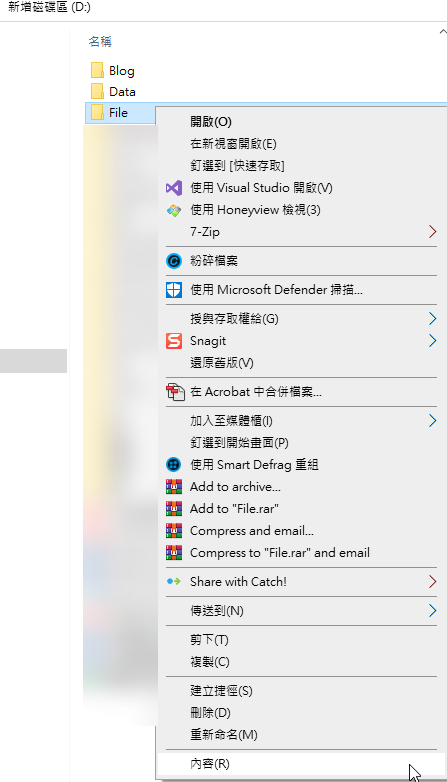 新增磁碟區 (D:)
名稱
Blog
Data
File
開啟(O)
在新視窗開啟(E)
釘選到 [快速存取]
使用 Visual Studio 開啟(V)
使用 Honeyview 檢視(3)
7-Zip
粉碎檔案
使用 Microsoft Defender 掃描...
授與存取權給(G)
Snagit
還原舊版(V)
在 Acrobat 中合併檔案...
加入至媒體櫃(I)
釘選到開始畫面(P)
使用 Smart Defrag 重組
Add to archive...
Add to "File.rar"
Compress and email...
Compress to "File.rar" and email
Share with Catch!
傳送到(N)
剪下(T)
複製(C)
建立捷徑(S)
刪除(D)
重新命名(M)
內容(R)